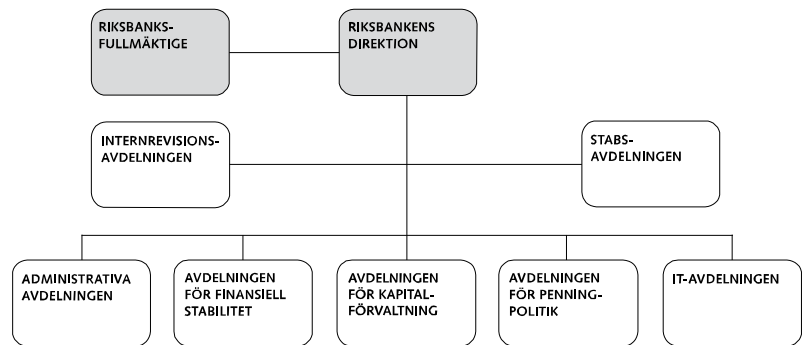 RIKSBANKS-
FULLMÄKTIGE
RIKSBANKENS
DIREKTION
INTERNREVISIONS-
AVDELNINGEN
STABS-
AVDELNINGEN
ADMINISTRATIVA
AVDELNINGEN
AVDELNINGEN
FÖR FINANSIELL
STABILITET
AVDELNINGEN
FÖR KAPITAL-
FÖRVALTNING
AVDELNINGEN
FÖR PENNING-
POLITIK
IT-AVDELNINGEN